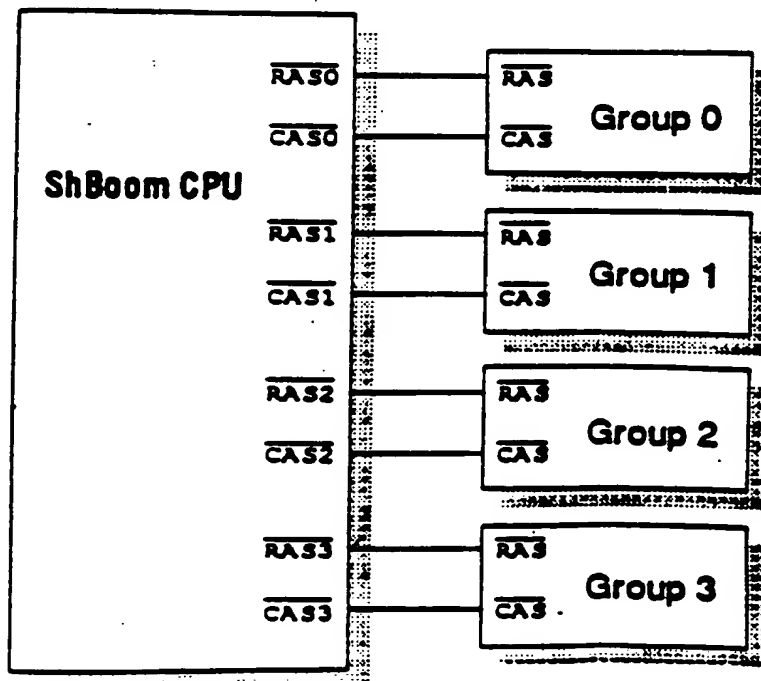 RAS0
RAS
Group 0
CAS0
CAS
ShBoom CPU
RAS1
RAS
Group 1
CAS1
CAS
RAS2
RAS
Group 2
CAS2
CAS
RAS3
RAS
Group 3
CAS3
CAS